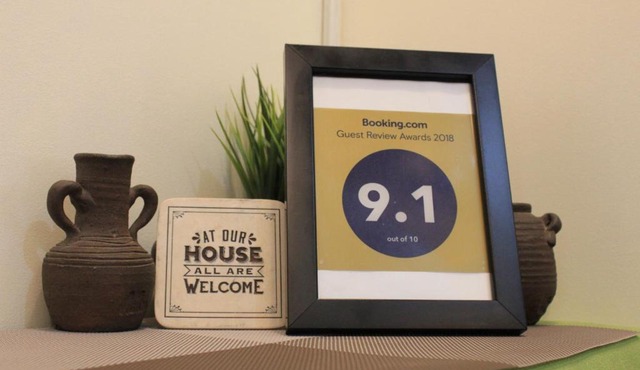 AT OUR
HOUSE
ALL ARE
WELCOME
Booking.com
Guest Review Awards 2018
9.1
out of 10